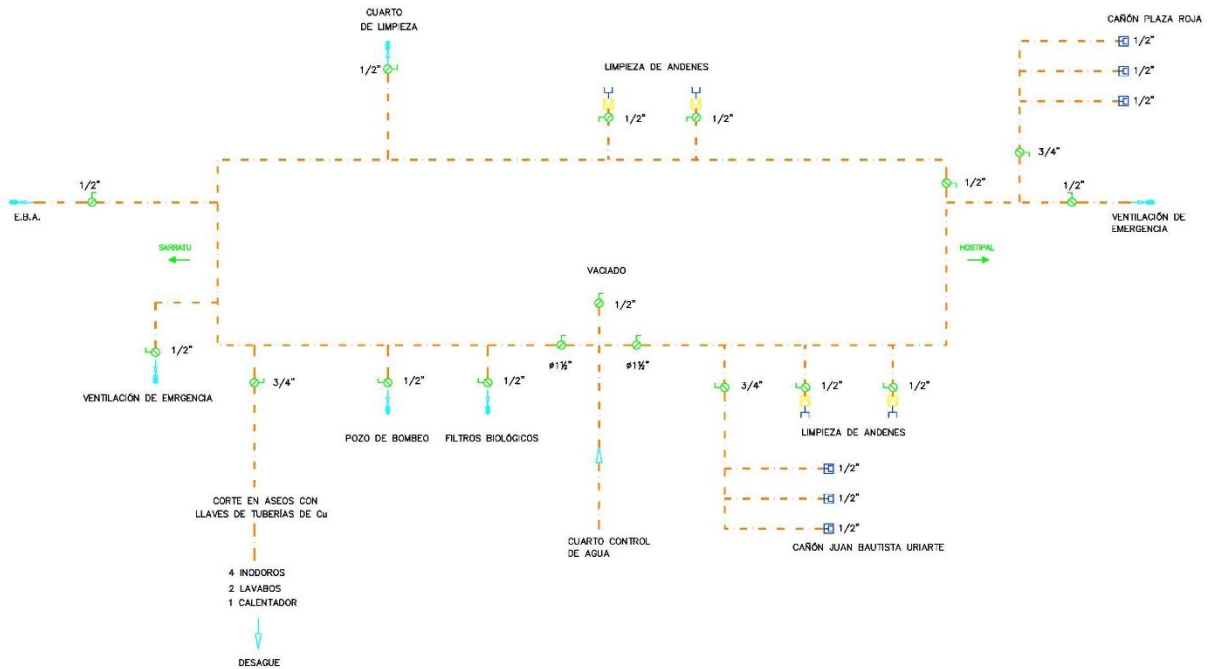 CUARTO
DE LIMPIEZA
1/2"
LIMPIEZA DE ANDENES
1/2"
1/2"
CAÑÓN PLAZA ROJA
1/2"
1/2"
1/2"
3/4"
1/2"
E.B.A.
1/2"
1/2"
VENTILACIÓN DE
EMERGENCIA
SARRATU
HOSTIPAL
VACIADO
1/2"
1/2"
VENTILACIÓN DE EMRGENCIA
3/4"
1/2"
POZO DE BOMBEO
1/2"
FILTROS BIOLÓGICOS
ø1½"
ø1½"
3/4"
1/2"
1/2"
LIMPIEZA DE ANDENES
1/2"
1/2"
1/2"
CAÑÓN JUAN BAUTISTA URIARTE
CORTE EN ASEOS CON
LLAVES DE TUBERÍAS DE Cu
CUARTO CONTROL
DE AGUA
4 INODOROS
2 LAVABOS
1 CALENTADOR
DESAGUE